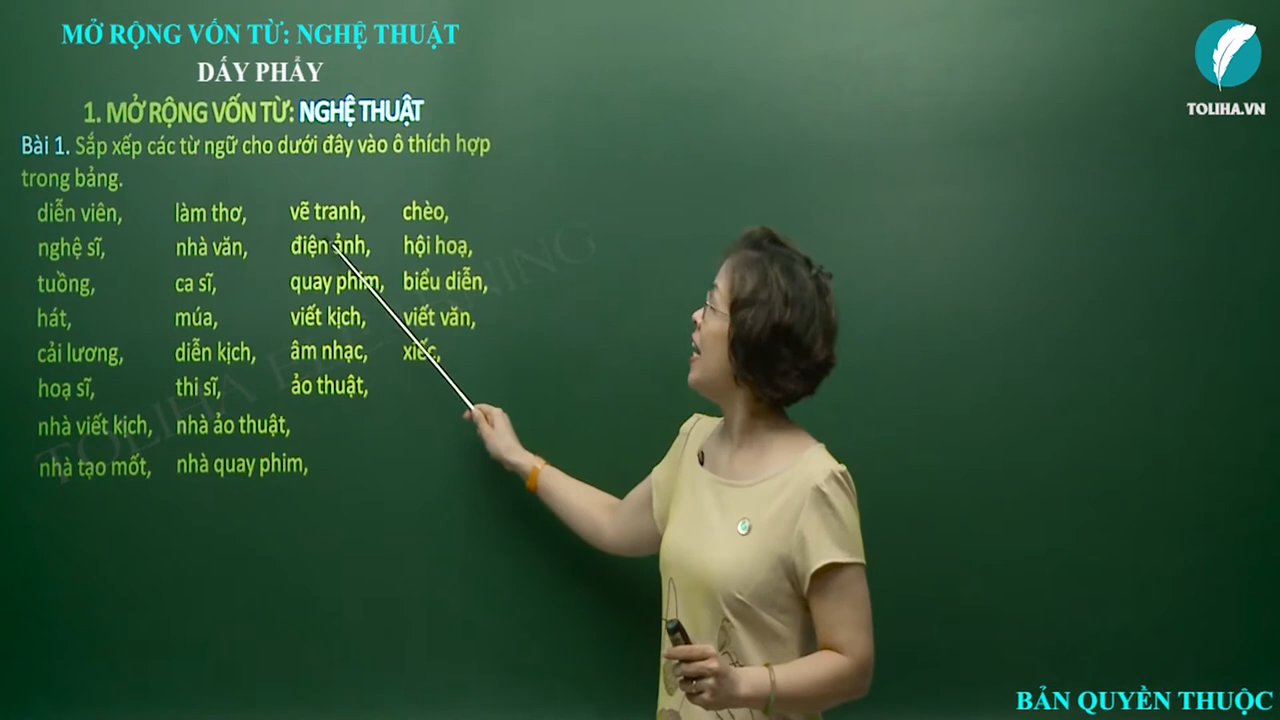 MỞ RỘNG VỐN TỪ: NGHỆ THUẬT
DẤY PHẨY
1. MỞ RỘNG VỐN TỪ: NGHỆ THUẬT
Bài 1. Sắp xếp các từ ngữ cho dưới đây vào ô thích hợp
trong bảng.
diễn viên, làm thơ, vẽ tranh, chèo,
nghệ sĩ, nhà văn, điện ảnh, hội hoạ,
tuồng, ca sĩ, quay phim, biểu diễn,
hát, múa, viết kịch, viết văn,
cải lương, diễn kịch, âm nhạc, xiếc,
hoạ sĩ, thi sĩ, ảo thuật,
nhà viết kịch, nhà ảo thuật,
nhà tạo mốt, nhà quay phim,
TOLIHA.VN
BẢN QUYỀN THUỘC